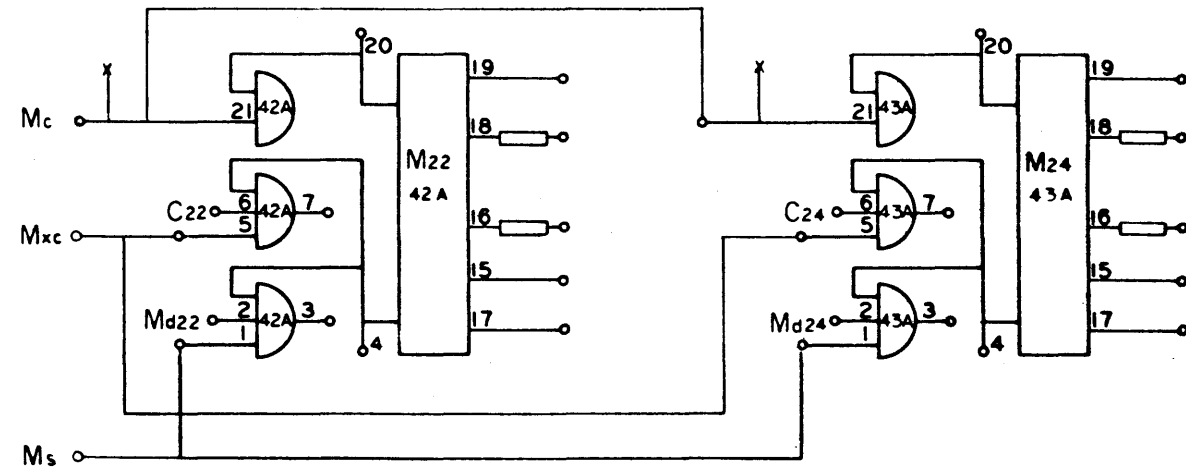 20 20
19 19
x x
Mc 21 42A 21 43A
18 18
M22 M24
42A 43A
C22 6 42A 7 C24 6 43A 7
16 16
Mxc 5 5
15 15
Md22 2 42A 3 Md24 2 43A 3
17 17
1 4 1 4
Ms